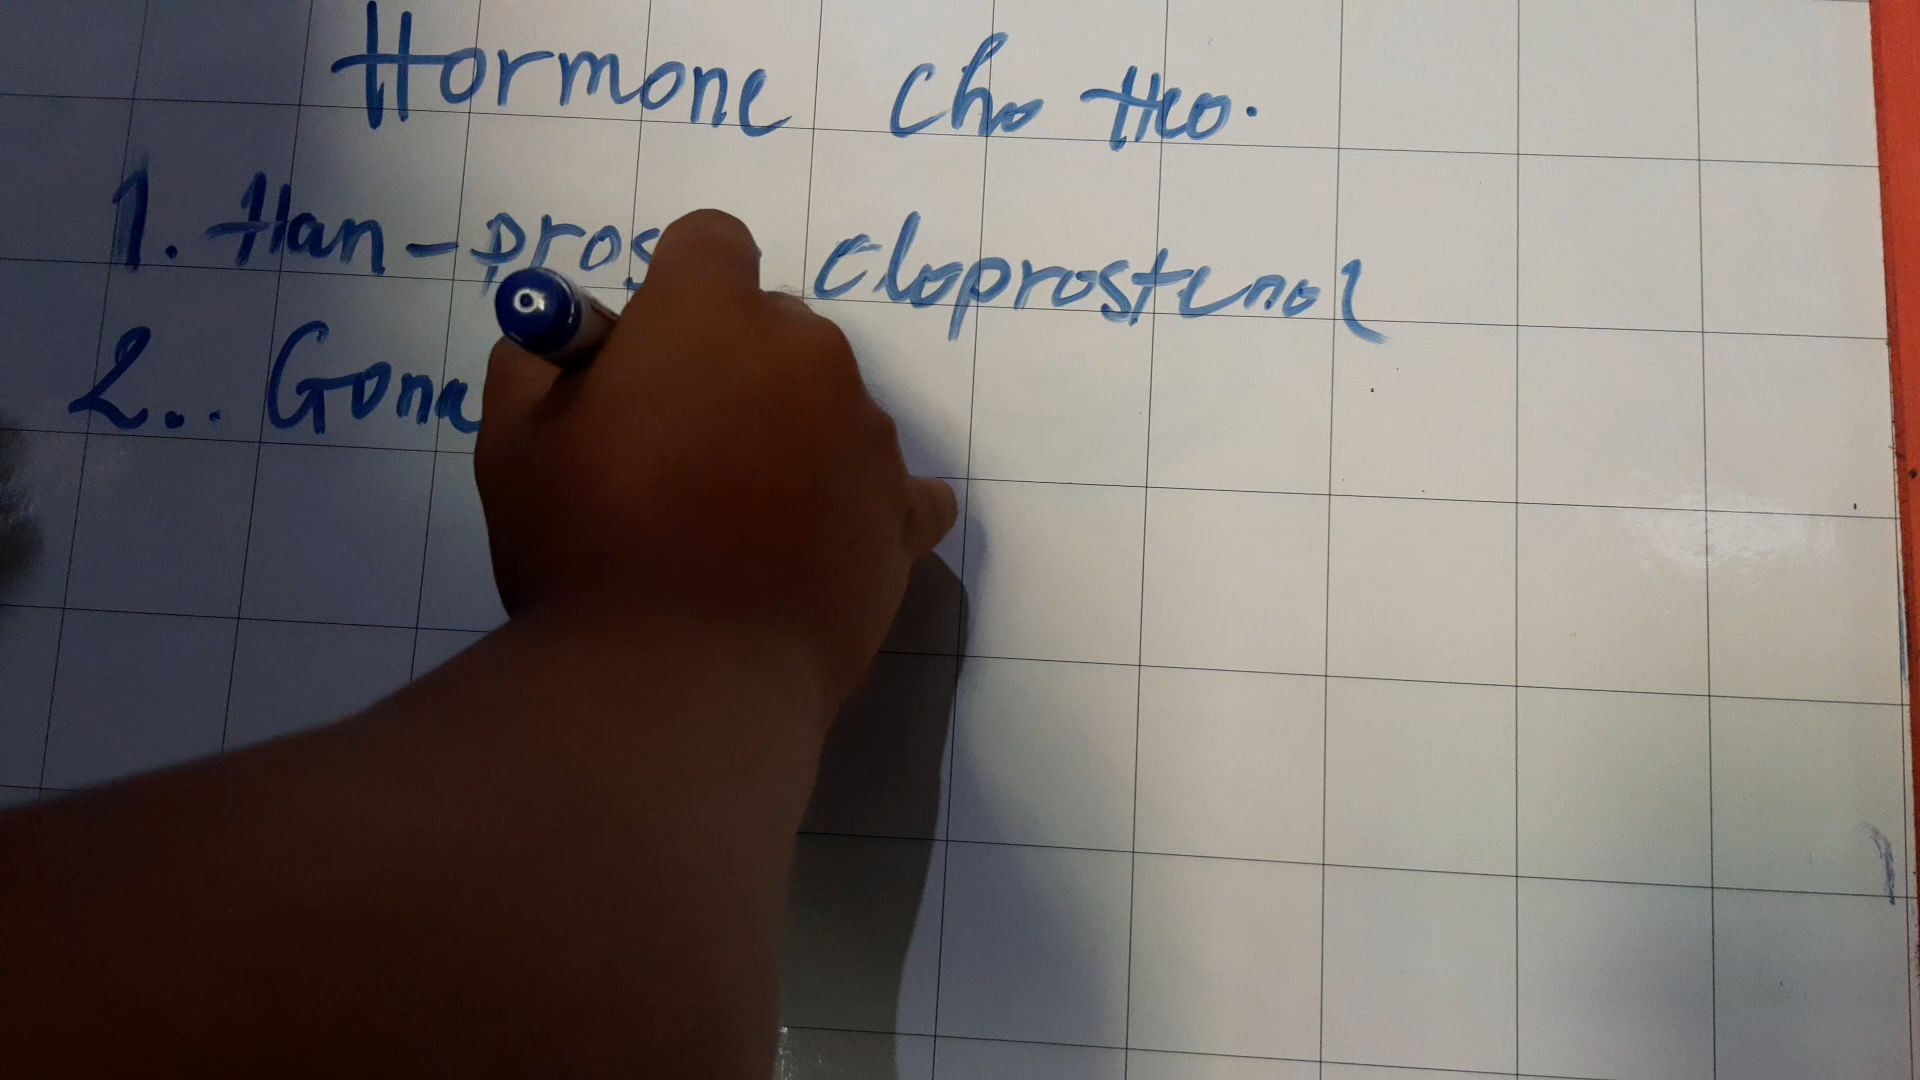 Hormone cho Heo.
1. Han-pros cloprostenol
2.. Gona